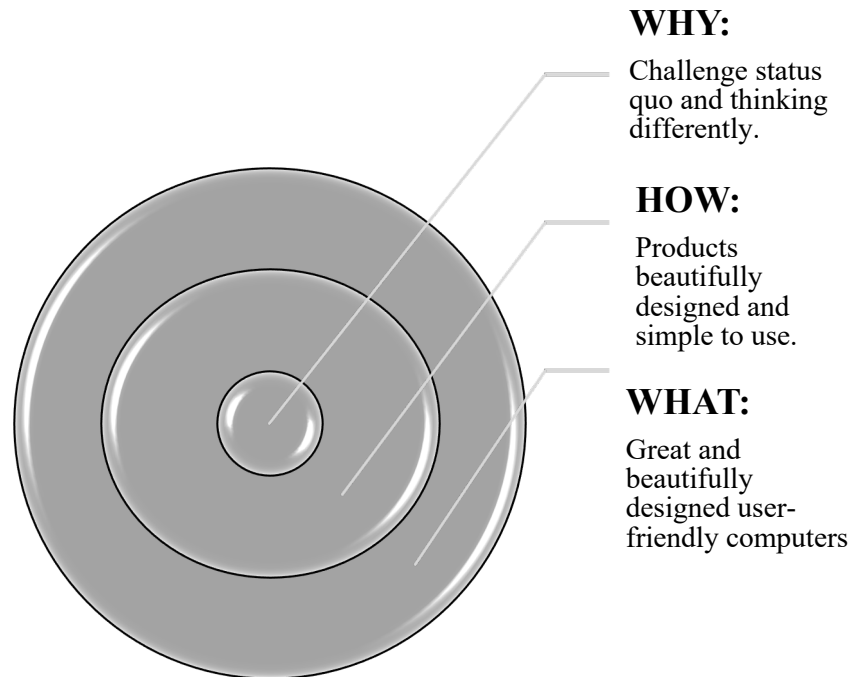 WHY:
Challenge status
quo and thinking
differently.
HOW:
Products
beautifully
designed and
simple to use.
WHAT:
Great and
beautifully
designed user-
friendly computers